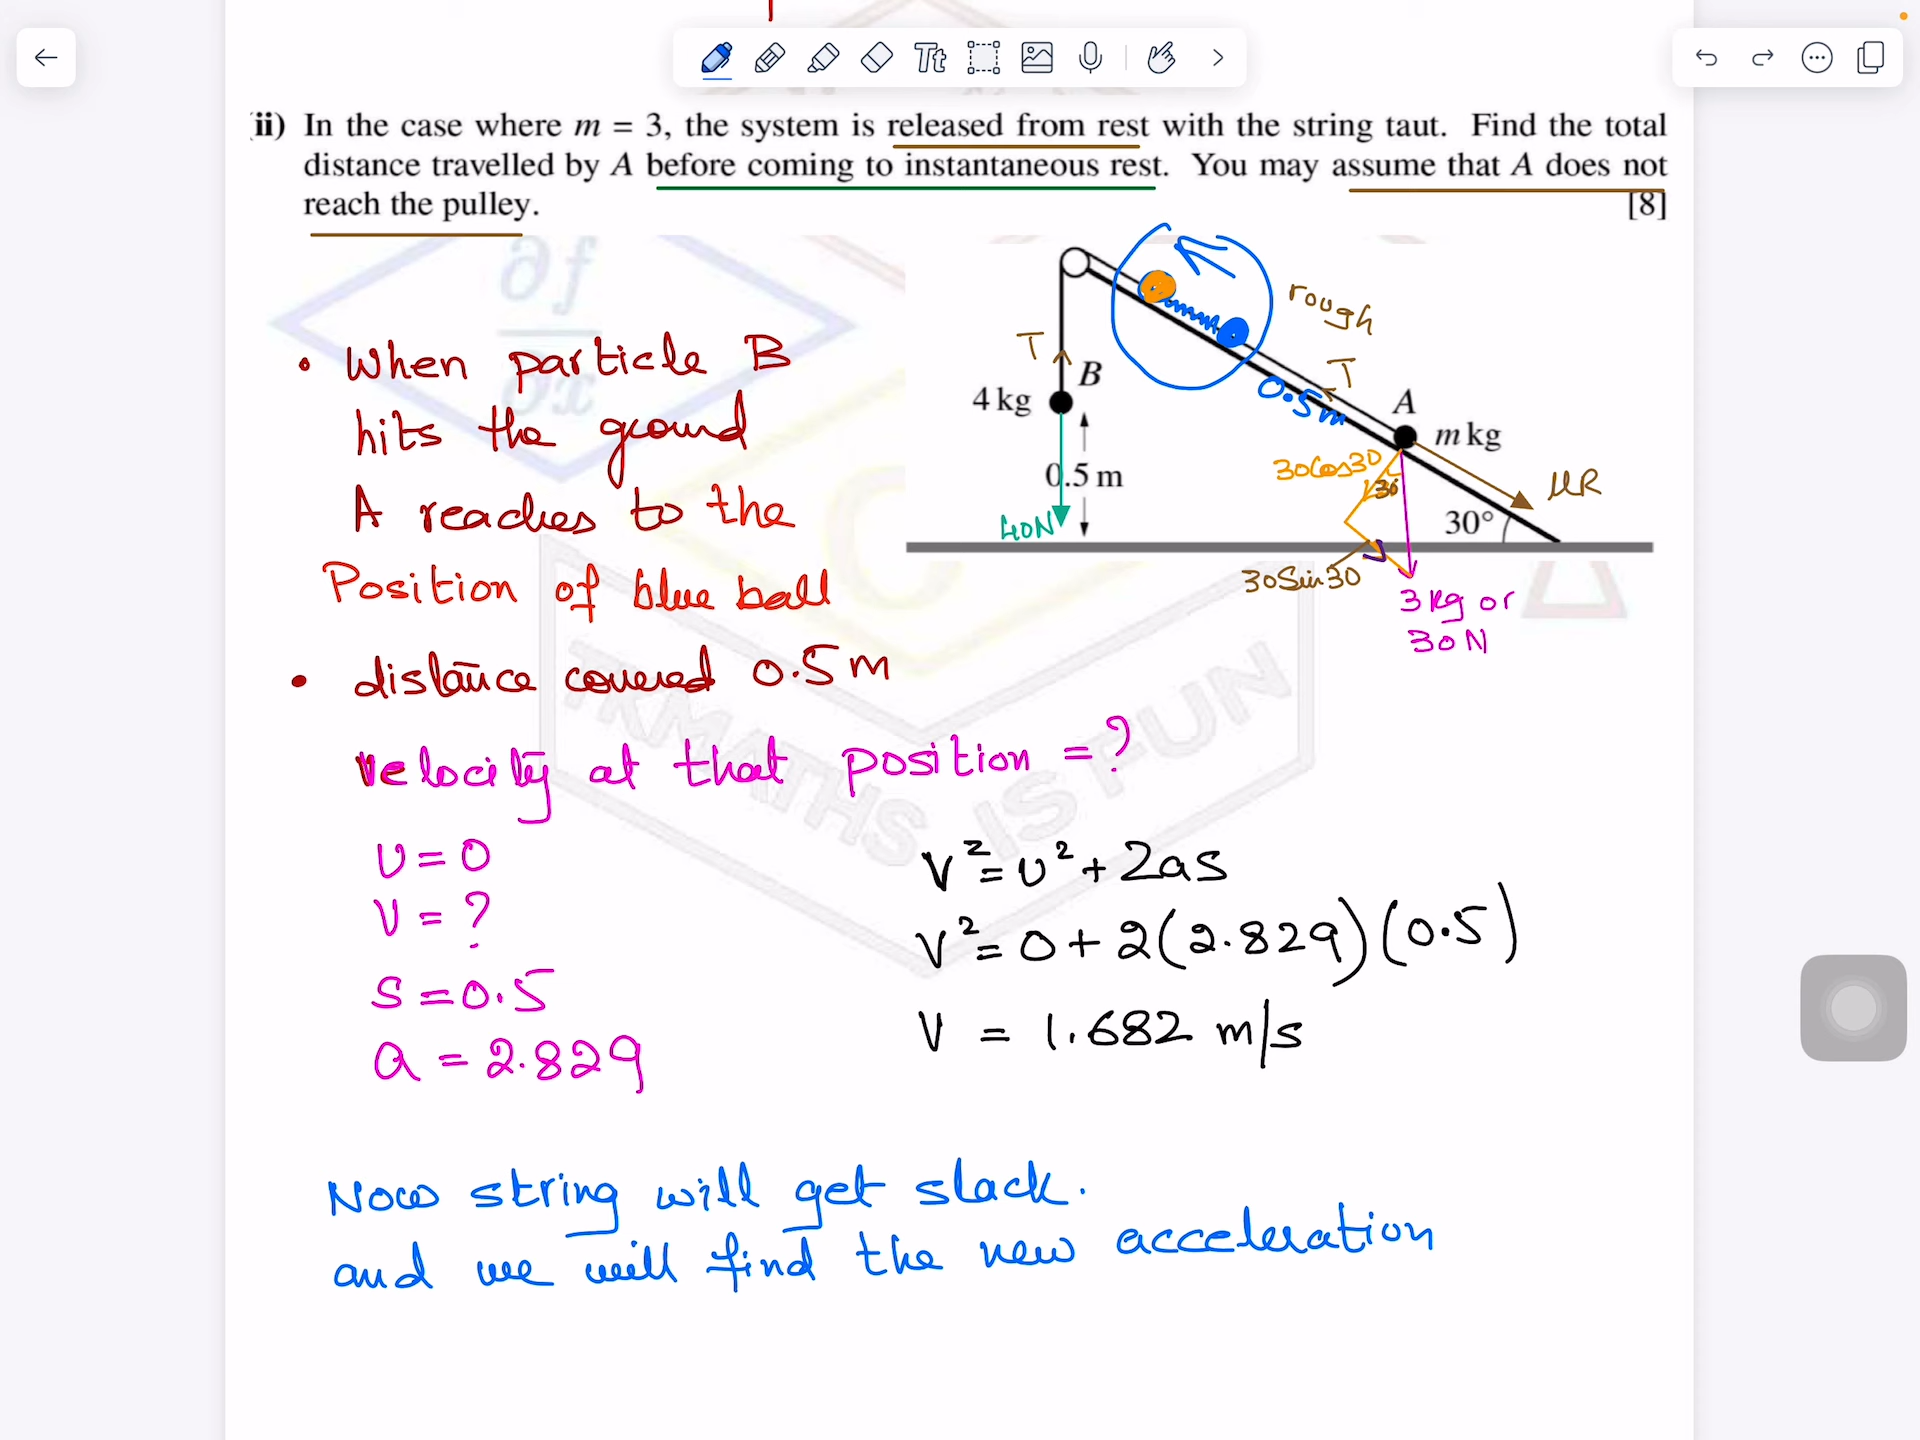 ii) In the case where m = 3, the system is released from rest with the string taut. Find the total
distance travelled by A before coming to instantaneous rest. You may assume that A does not
reach the pulley. [8]
rough
T
T
B
0.5m
4 kg
A
m kg
0.5 m
30Cos30
30
μR
40N
30°
30Sin30
3kg or
30N
• When particle B
hits the ground
A reaches to the
Position of blue ball
• distance covered 0.5m
velocity at that position = ?
U = 0
V = ?
S = 0.5
a = 2.829
V² = U² + 2as
V² = 0 + 2(2.829)(0.5)
V = 1.682 m/s
Now string will get slack.
and we will find the new acceleration
∂f
∂x
TKMATHS IS FUN
Tt